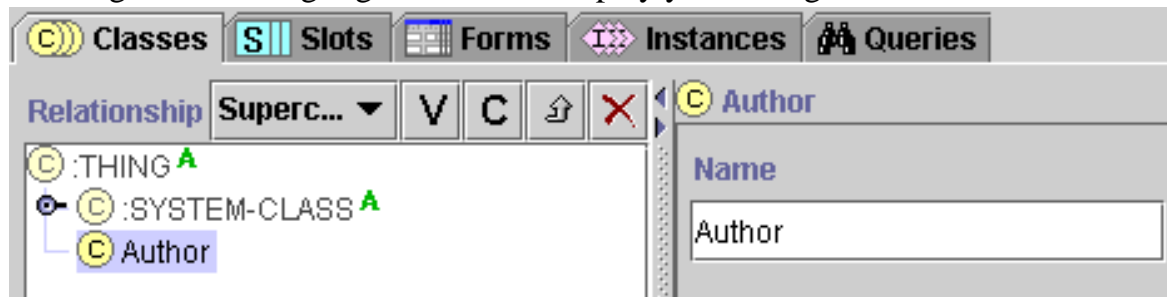 Classes Slots Forms Instances Queries
Relationship Superc... V C Author
:THING A
Name
:SYSTEM-CLASS A
Author
Author